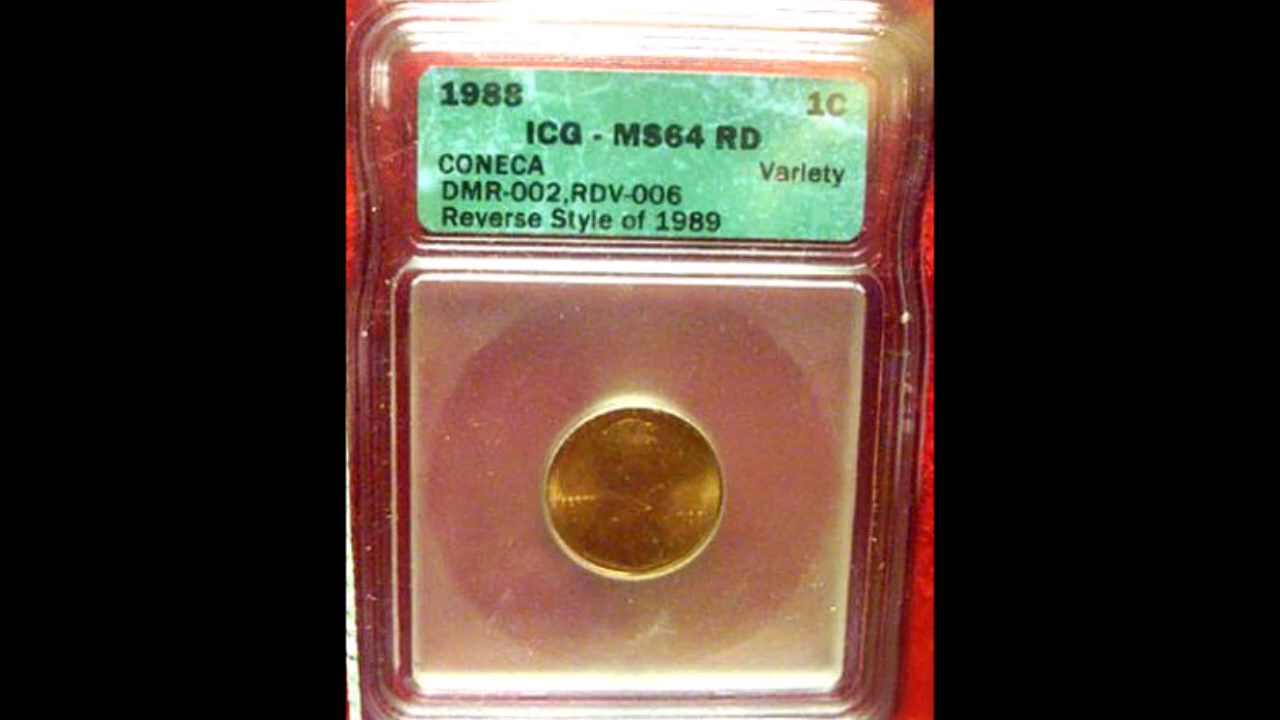 1988 1C
ICG - MS64 RD
CONECA Variety
DMR-002,RDV-006
Reverse Style of 1989